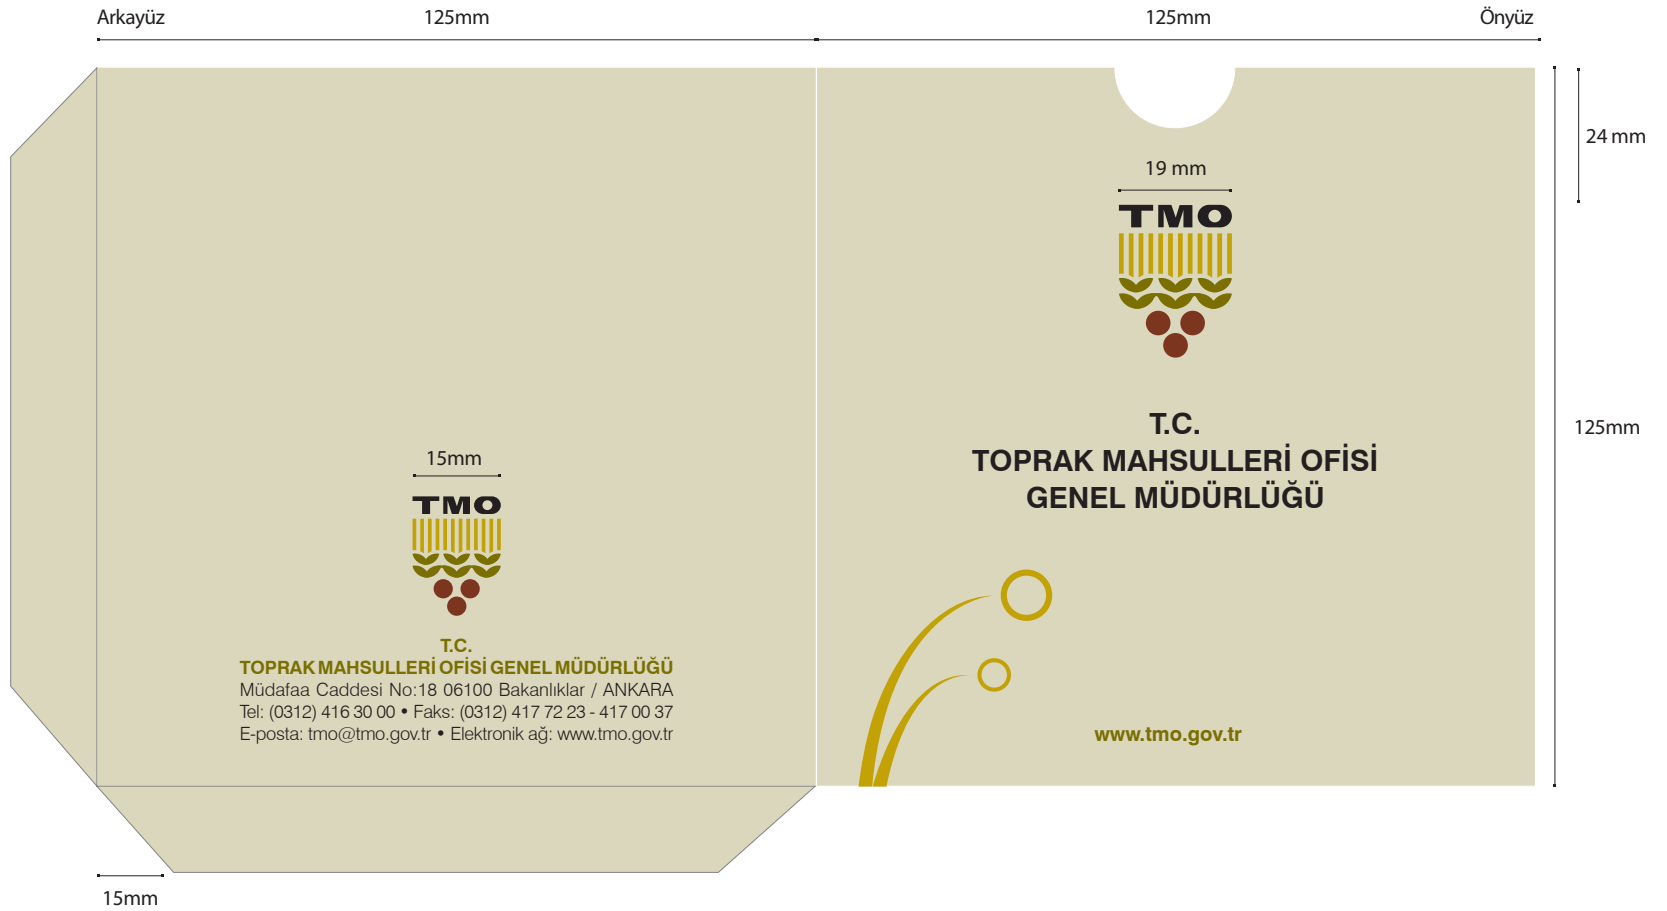 Arkayüz
125mm
125mm
Önyüz
24 mm
19 mm
TMO
T.C.
TOPRAK MAHSULLERİ OFİSİ
GENEL MÜDÜRLÜĞÜ
125mm
15mm
TMO
T.C.
TOPRAK MAHSULLERİ OFİSİ GENEL MÜDÜRLÜĞÜ
Müdafaa Caddesi No:18 06100 Bakanlıklar / ANKARA
Tel: (0312) 416 30 00 • Faks: (0312) 417 72 23 - 417 00 37
E-posta: tmo@tmo.gov.tr • Elektronik ağ: www.tmo.gov.tr
www.tmo.gov.tr
15mm